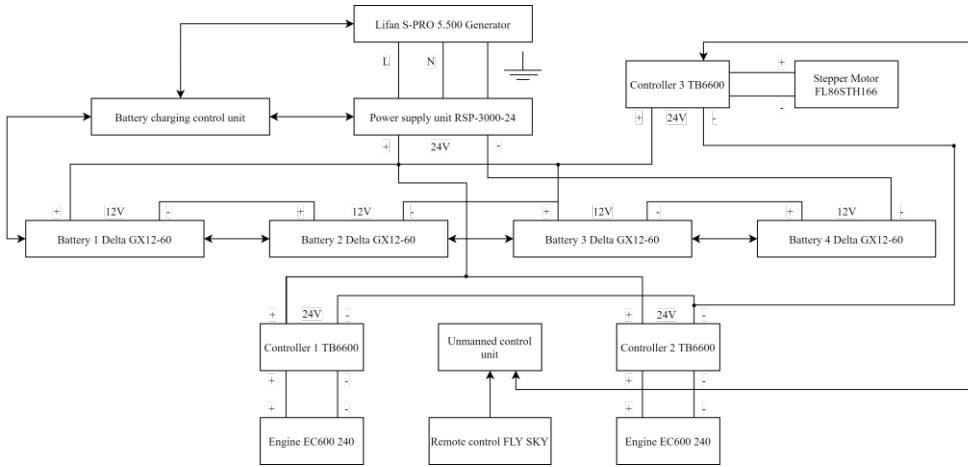 Lifan S-PRO 5.500 Generator
L
N
Controller 3 TB6600
+
-
Stepper Motor
FL86STH166
Battery charging control unit
Power supply unit RSP-3000-24
+
24V
-
+
24V
-
+
12V
-
+
12V
-
+
12V
-
+
12V
-
Battery 1 Delta GX12-60
Battery 2 Delta GX12-60
Battery 3 Delta GX12-60
Battery 4 Delta GX12-60
+
24V
-
+
24V
-
Controller 1 TB6600
Unmanned control
unit
Controller 2 TB6600
+
-
+
-
+
-
+
-
Engine EC600 240
Remote control FLY SKY
Engine EC600 240